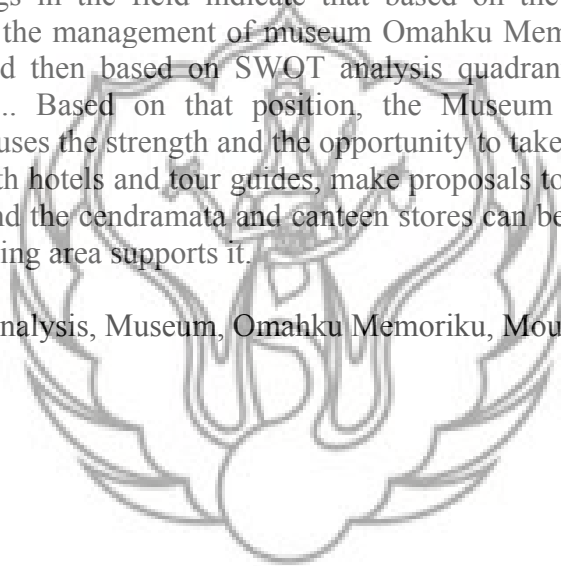 gs in the field indicate that based on the
the management of museum Omahku Mem
d then based on SWOT analysis quadran
.. Based on that position, the Museum
uses the strength and the opportunity to take
th hotels and tour guides, make proposals to
nd the cendramata and canteen stores can be
ing area supports it.
nalysis, Museum, Omahku Memoriku, Mou